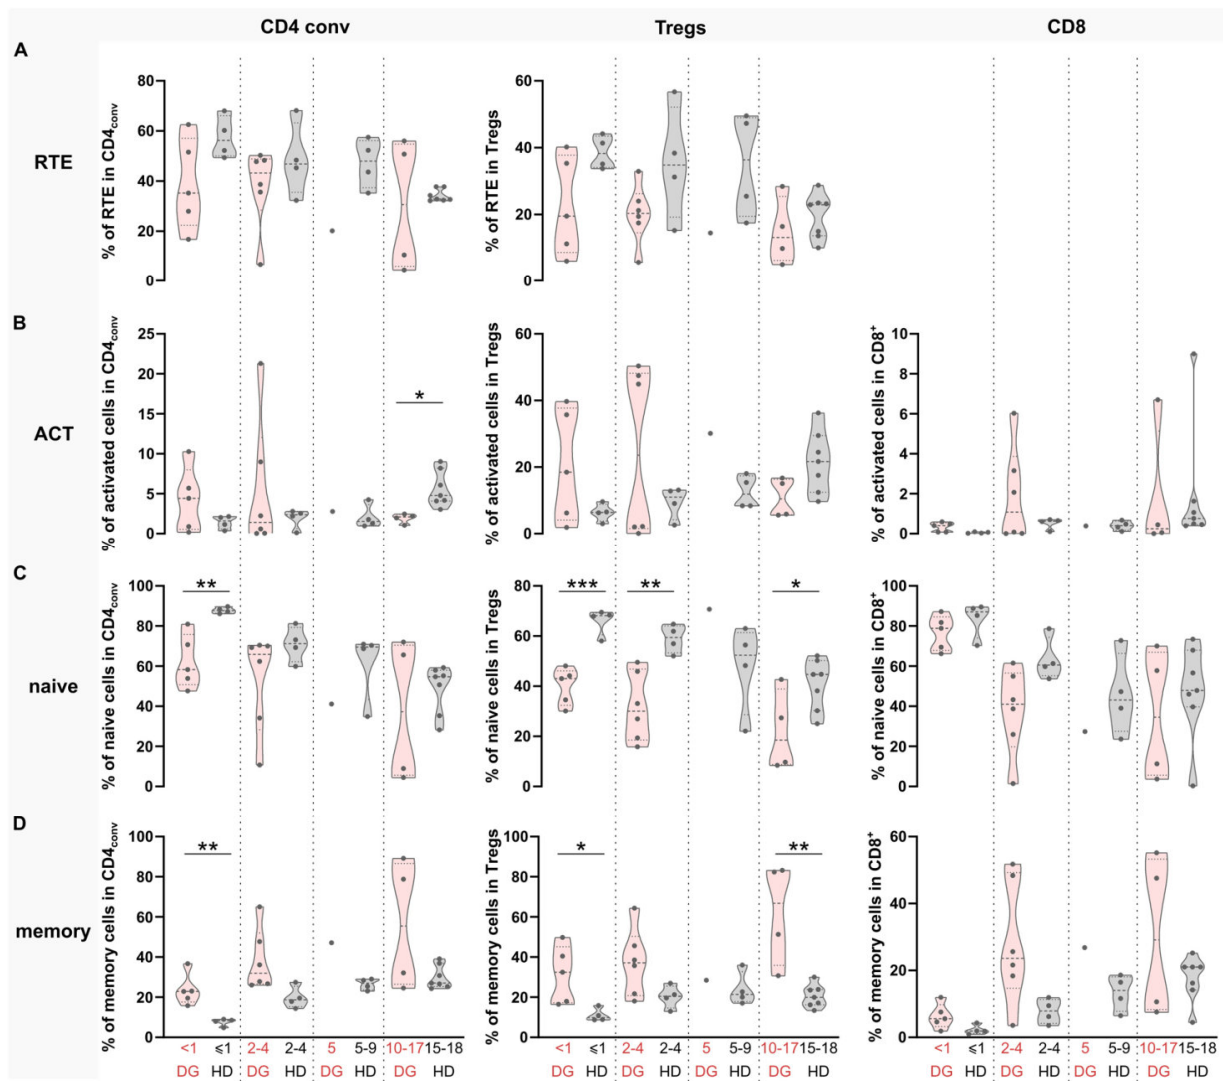 CD4 conv Tregs CD8
A
RTE
% of RTE in CD4conv
80
60
40
20
0
% of RTE in Tregs
60
40
20
0
B
ACT
% of activated cells in CD4conv
25
20
15
10
5
0
*
% of activated cells in Tregs
60
40
20
0
% of activated cells in CD8+
10
8
6
4
2
0
C
naive
% of naive cells in CD4conv
100
80
60
40
20
0
**
% of naive cells in Tregs
80
60
40
20
0
*** ** *
% of naive cells in CD8+
100
80
60
40
20
0
D
memory
% of memory cells in CD4conv
100
80
60
40
20
0
**
% of memory cells in Tregs
100
80
60
40
20
0
* **
% of memory cells in CD8+
60
40
20
0
<1 ≤1 2-4 2-4 5 5-9 10-17 15-18 <1 ≤1 2-4 2-4 5 5-9 10-17 15-18 <1 ≤1 2-4 2-4 5 5-9 10-17 15-18
DG HD DG HD DG HD DG HD DG HD DG HD DG HD DG HD DG HD DG HD DG HD DG HD